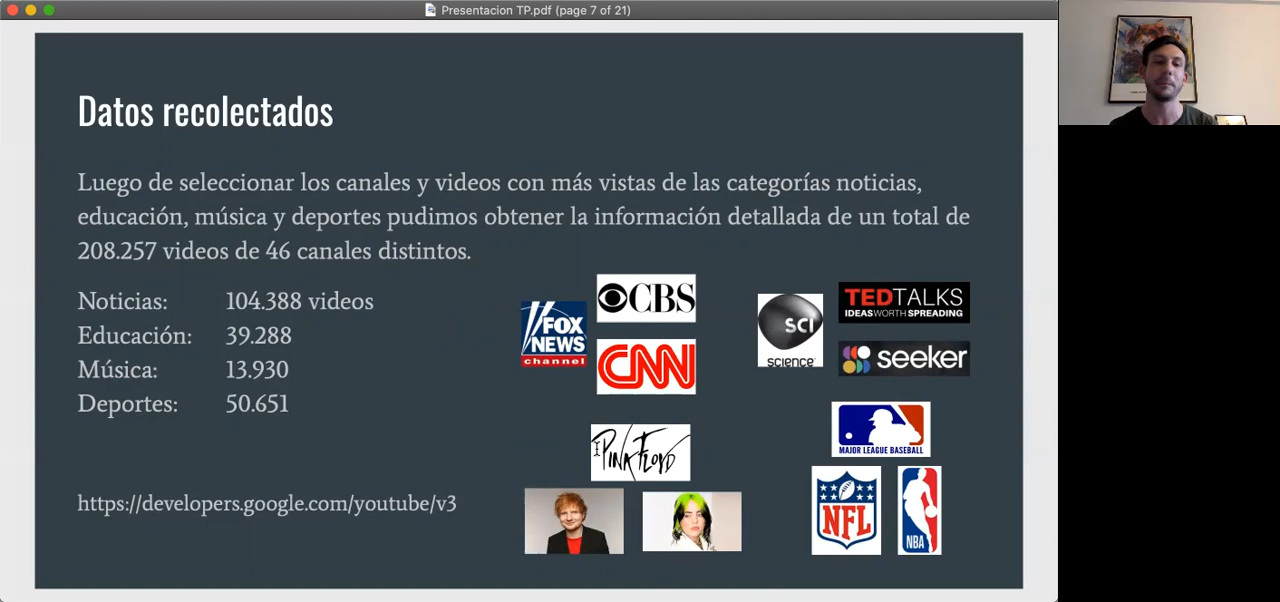 Presentacion TP.pdf (page 7 of 21)
Datos recolectados
Luego de seleccionar los canales y videos con más vistas de las categorías noticias,
educación, música y deportes pudimos obtener la información detallada de un total de
208.257 videos de 46 canales distintos.
Noticias: 104.388 videos
Educación: 39.288
Música: 13.930
Deportes: 50.651
https://developers.google.com/youtube/v3
FOX
NEWS
channel
CBS
CNN
SCI
SCIENCE
TEDTALKS
IDEAS WORTH SPREADING
seeker
PINK FLOYD
MAJOR LEAGUE BASEBALL
NFL
NBA